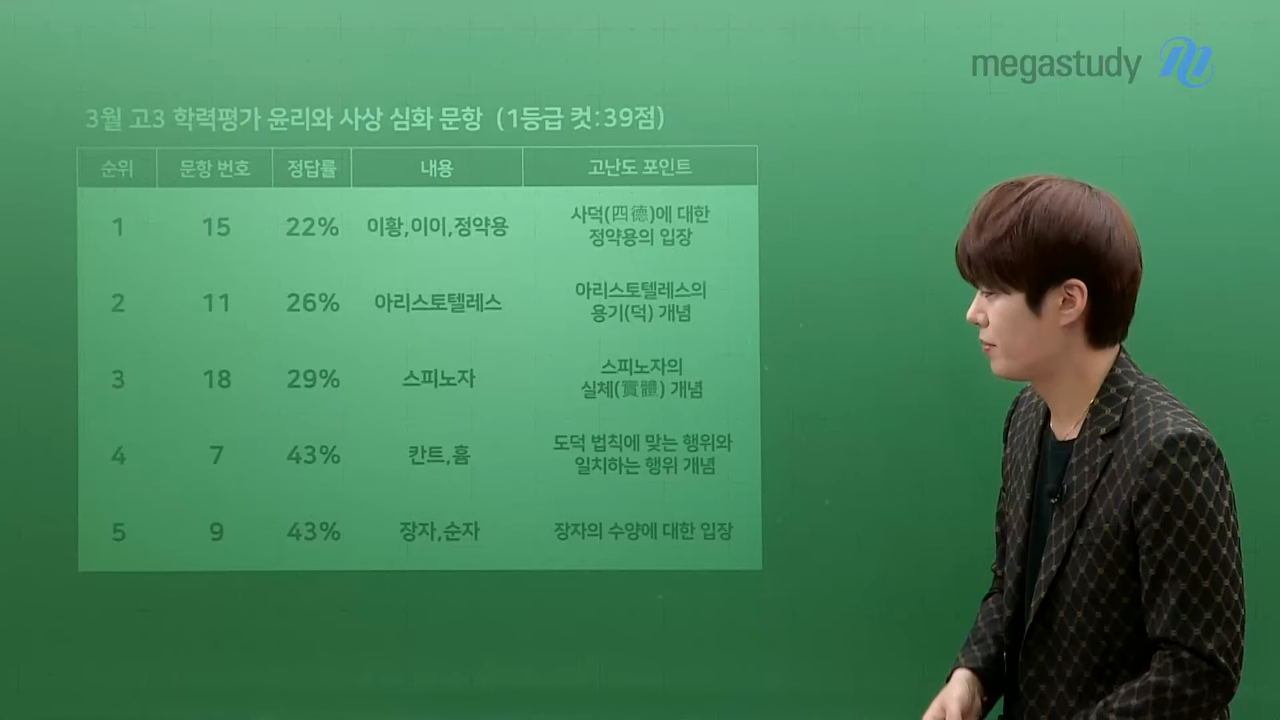 megastudy
3월 고3 학력평가 윤리와 사상 심화 문항 (1등급 컷:39점)
순위 문항 번호 정답률 내용 고난도 포인트
1 15 22% 이황,이이,정약용 사덕(四德)에 대한
정약용의 입장
2 11 26% 아리스토텔레스 아리스토텔레스의
용기(덕) 개념
3 18 29% 스피노자 스피노자의
실체(實體) 개념
4 7 43% 칸트,흄 도덕 법칙에 맞는 행위와
일치하는 행위 개념
5 9 43% 장자,순자 장자의 수양에 대한 입장